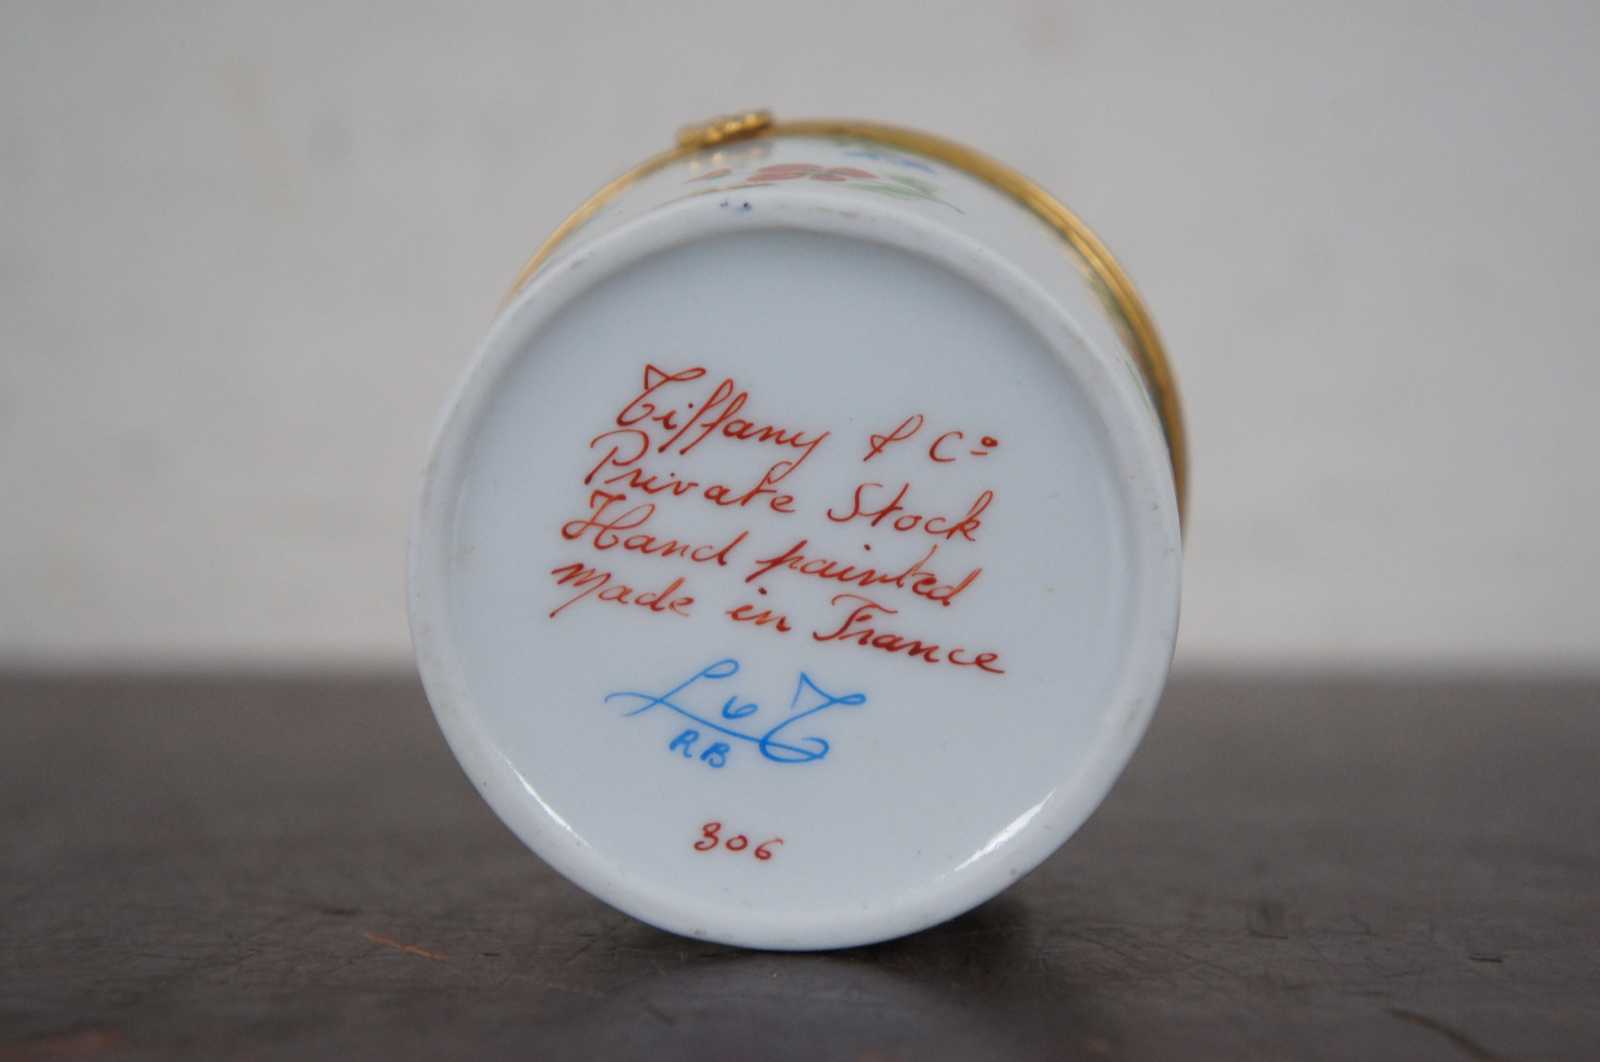 Tiffany & Co
Private Stock
Hand painted
made in France
L T
RB
306